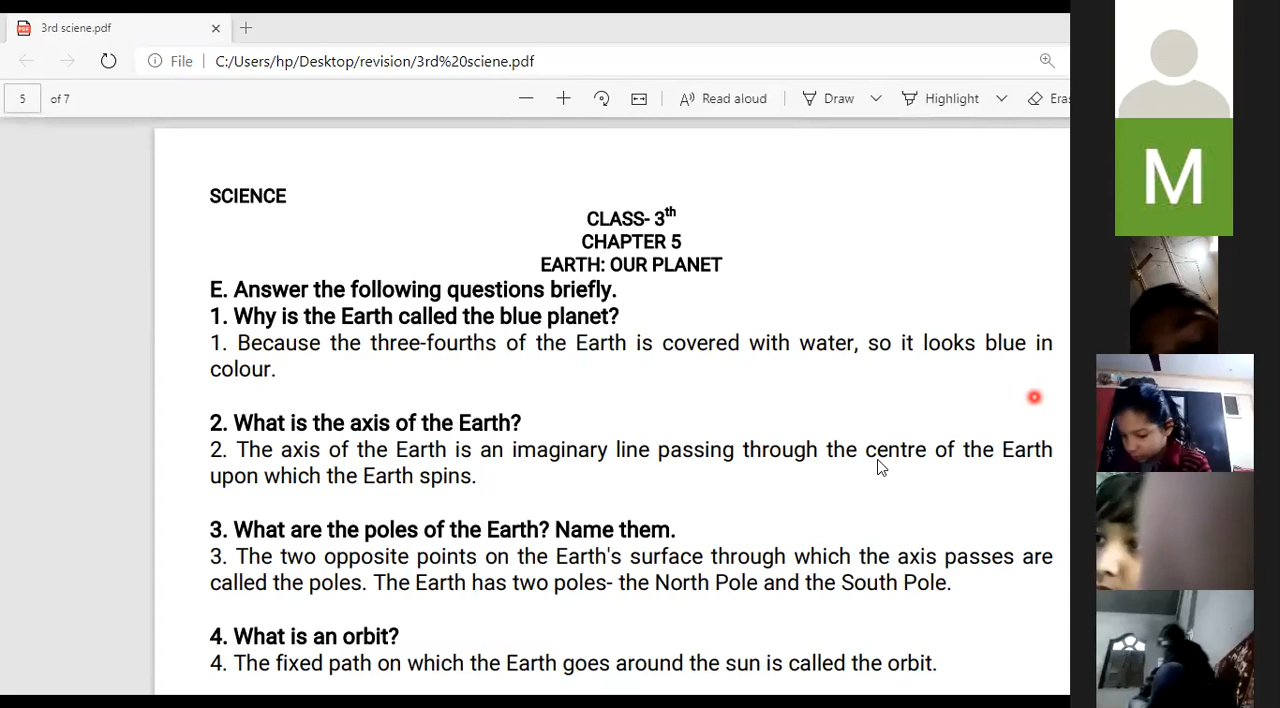 3rd sciene.pdf
File C:/Users/hp/Desktop/revision/3rd%20sciene.pdf
5 of 7 Read aloud Draw Highlight Era
SCIENCE
CLASS- 3th
CHAPTER 5
EARTH: OUR PLANET
E. Answer the following questions briefly.
1. Why is the Earth called the blue planet?
1. Because the three-fourths of the Earth is covered with water, so it looks blue in
colour.
2. What is the axis of the Earth?
2. The axis of the Earth is an imaginary line passing through the centre of the Earth
upon which the Earth spins.
3. What are the poles of the Earth? Name them.
3. The two opposite points on the Earth's surface through which the axis passes are
called the poles. The Earth has two poles- the North Pole and the South Pole.
4. What is an orbit?
4. The fixed path on which the Earth goes around the sun is called the orbit.
M